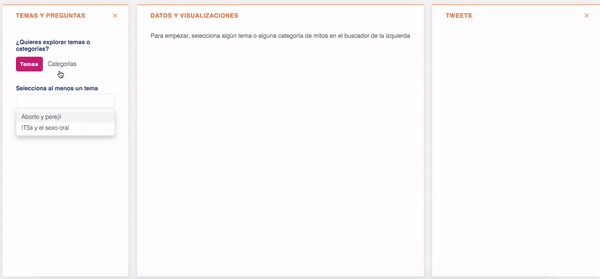 TEMAS Y PREGUNTAS
¿Quieres explorar temas o
categorías?
Temas Categorías
Selecciona al menos un tema
Aborto y perejil
ITSs y el sexo oral
DATOS Y VISUALIZACIONES
Para empezar, selecciona algún tema o alguna categoría de mitos en el buscador de la izquierda
TWEETS